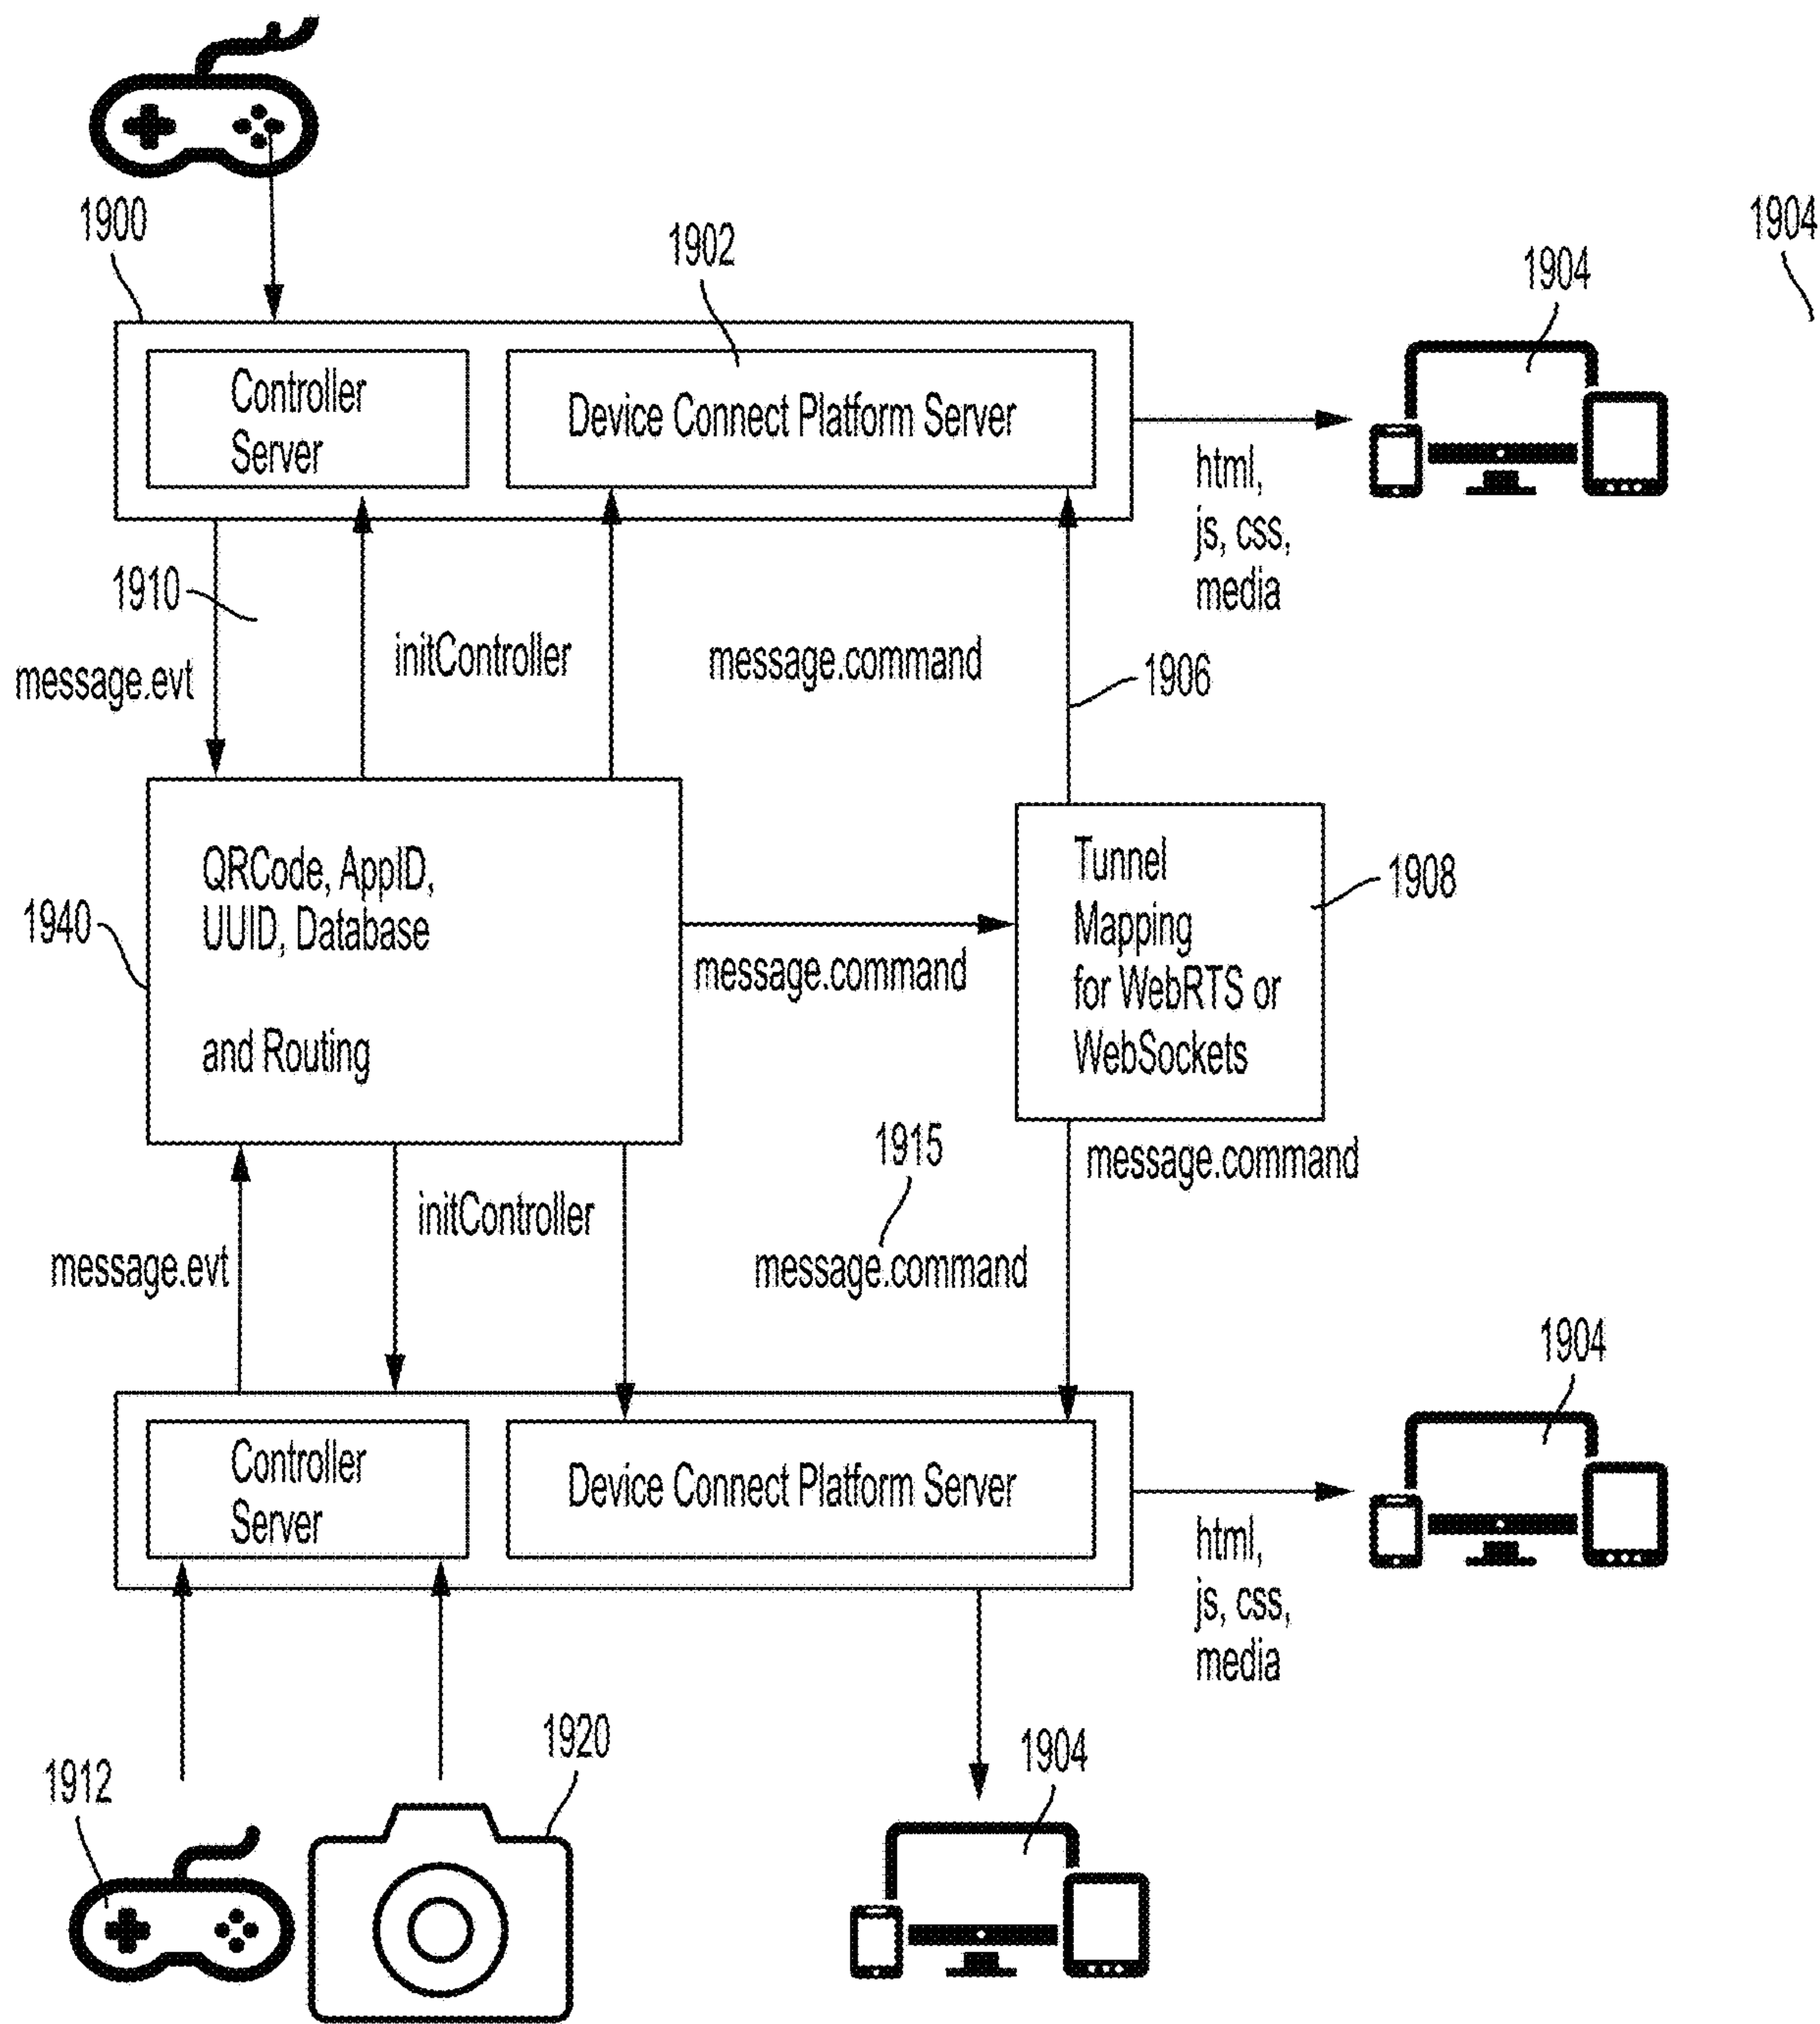 1900
1902
1904
1904
Controller
Server
Device Connect Platform Server
html,
js, css,
media
1910
message.evt
initController
message.command
1906
QRCode, AppID,
UUID, Database
and Routing
1940
message.command
Tunnel
Mapping
for WebRTS or
WebSockets
1908
1915
message.command
message.evt
initController
message.command
1904
Controller
Server
Device Connect Platform Server
html,
js, css,
media
1912
1920
1904